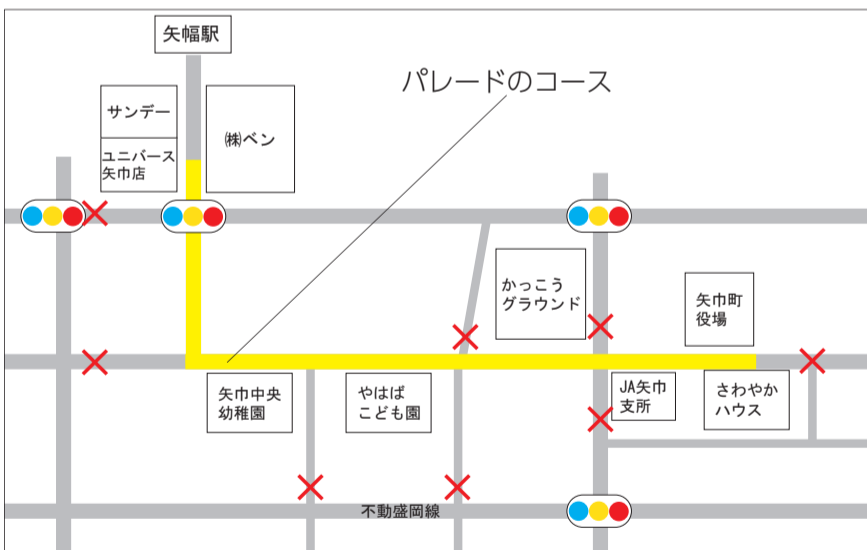 矢幅駅
パレードのコース
サンデー
㈱ベン
ユニバース
矢巾店
かっこう
グラウンド
矢巾町
役場
矢巾中央
幼稚園
やはば
こども園
JA矢巾
支所
さわやか
ハウス
不動盛岡線